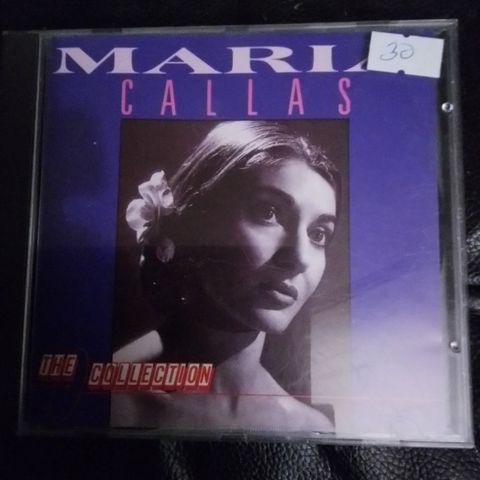 MARIA
30
CALLAS
THE COLLECTION